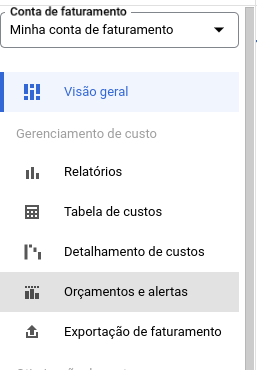 Conta de faturamento
Minha conta de faturamento
Visão geral
Gerenciamento de custo
Relatórios
Tabela de custos
Detalhamento de custos
Orçamentos e alertas
Exportação de faturamento